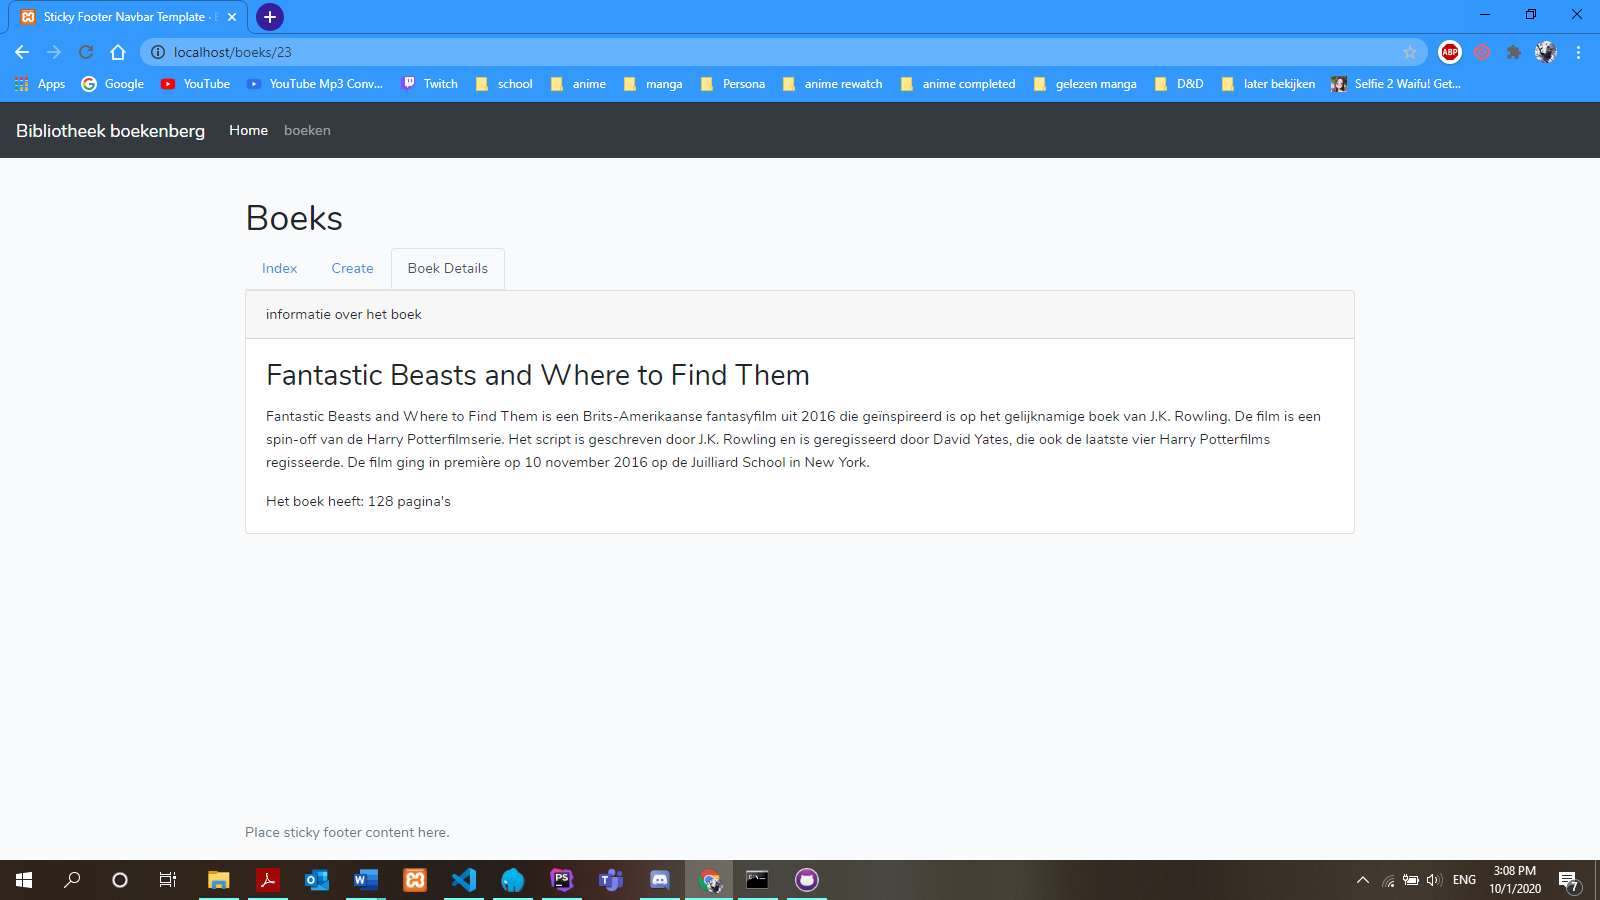 Sticky Footer Navbar Template ·
localhost/boeks/23
ABP
Apps Google YouTube YouTube Mp3 Conv... Twitch school anime manga Persona anime rewatch anime completed gelezen manga D&D later bekijken Selfie 2 Waifu! Get...
Bibliotheek boekenberg Home boeken
Boeks
Index Create Boek Details
informatie over het boek
Fantastic Beasts and Where to Find Them
Fantastic Beasts and Where to Find Them is een Brits-Amerikaanse fantasyfilm uit 2016 die geïnspireerd is op het gelijknamige boek van J.K. Rowling. De film is een
spin-off van de Harry Potterfilmserie. Het script is geschreven door J.K. Rowling en is geregisseerd door David Yates, die ook de laatste vier Harry Potterfilms
regisseerde. De film ging in première op 10 november 2016 op de Juilliard School in New York.
Het boek heeft: 128 pagina's
Place sticky footer content here.
ENG
3:08 PM
10/1/2020
7